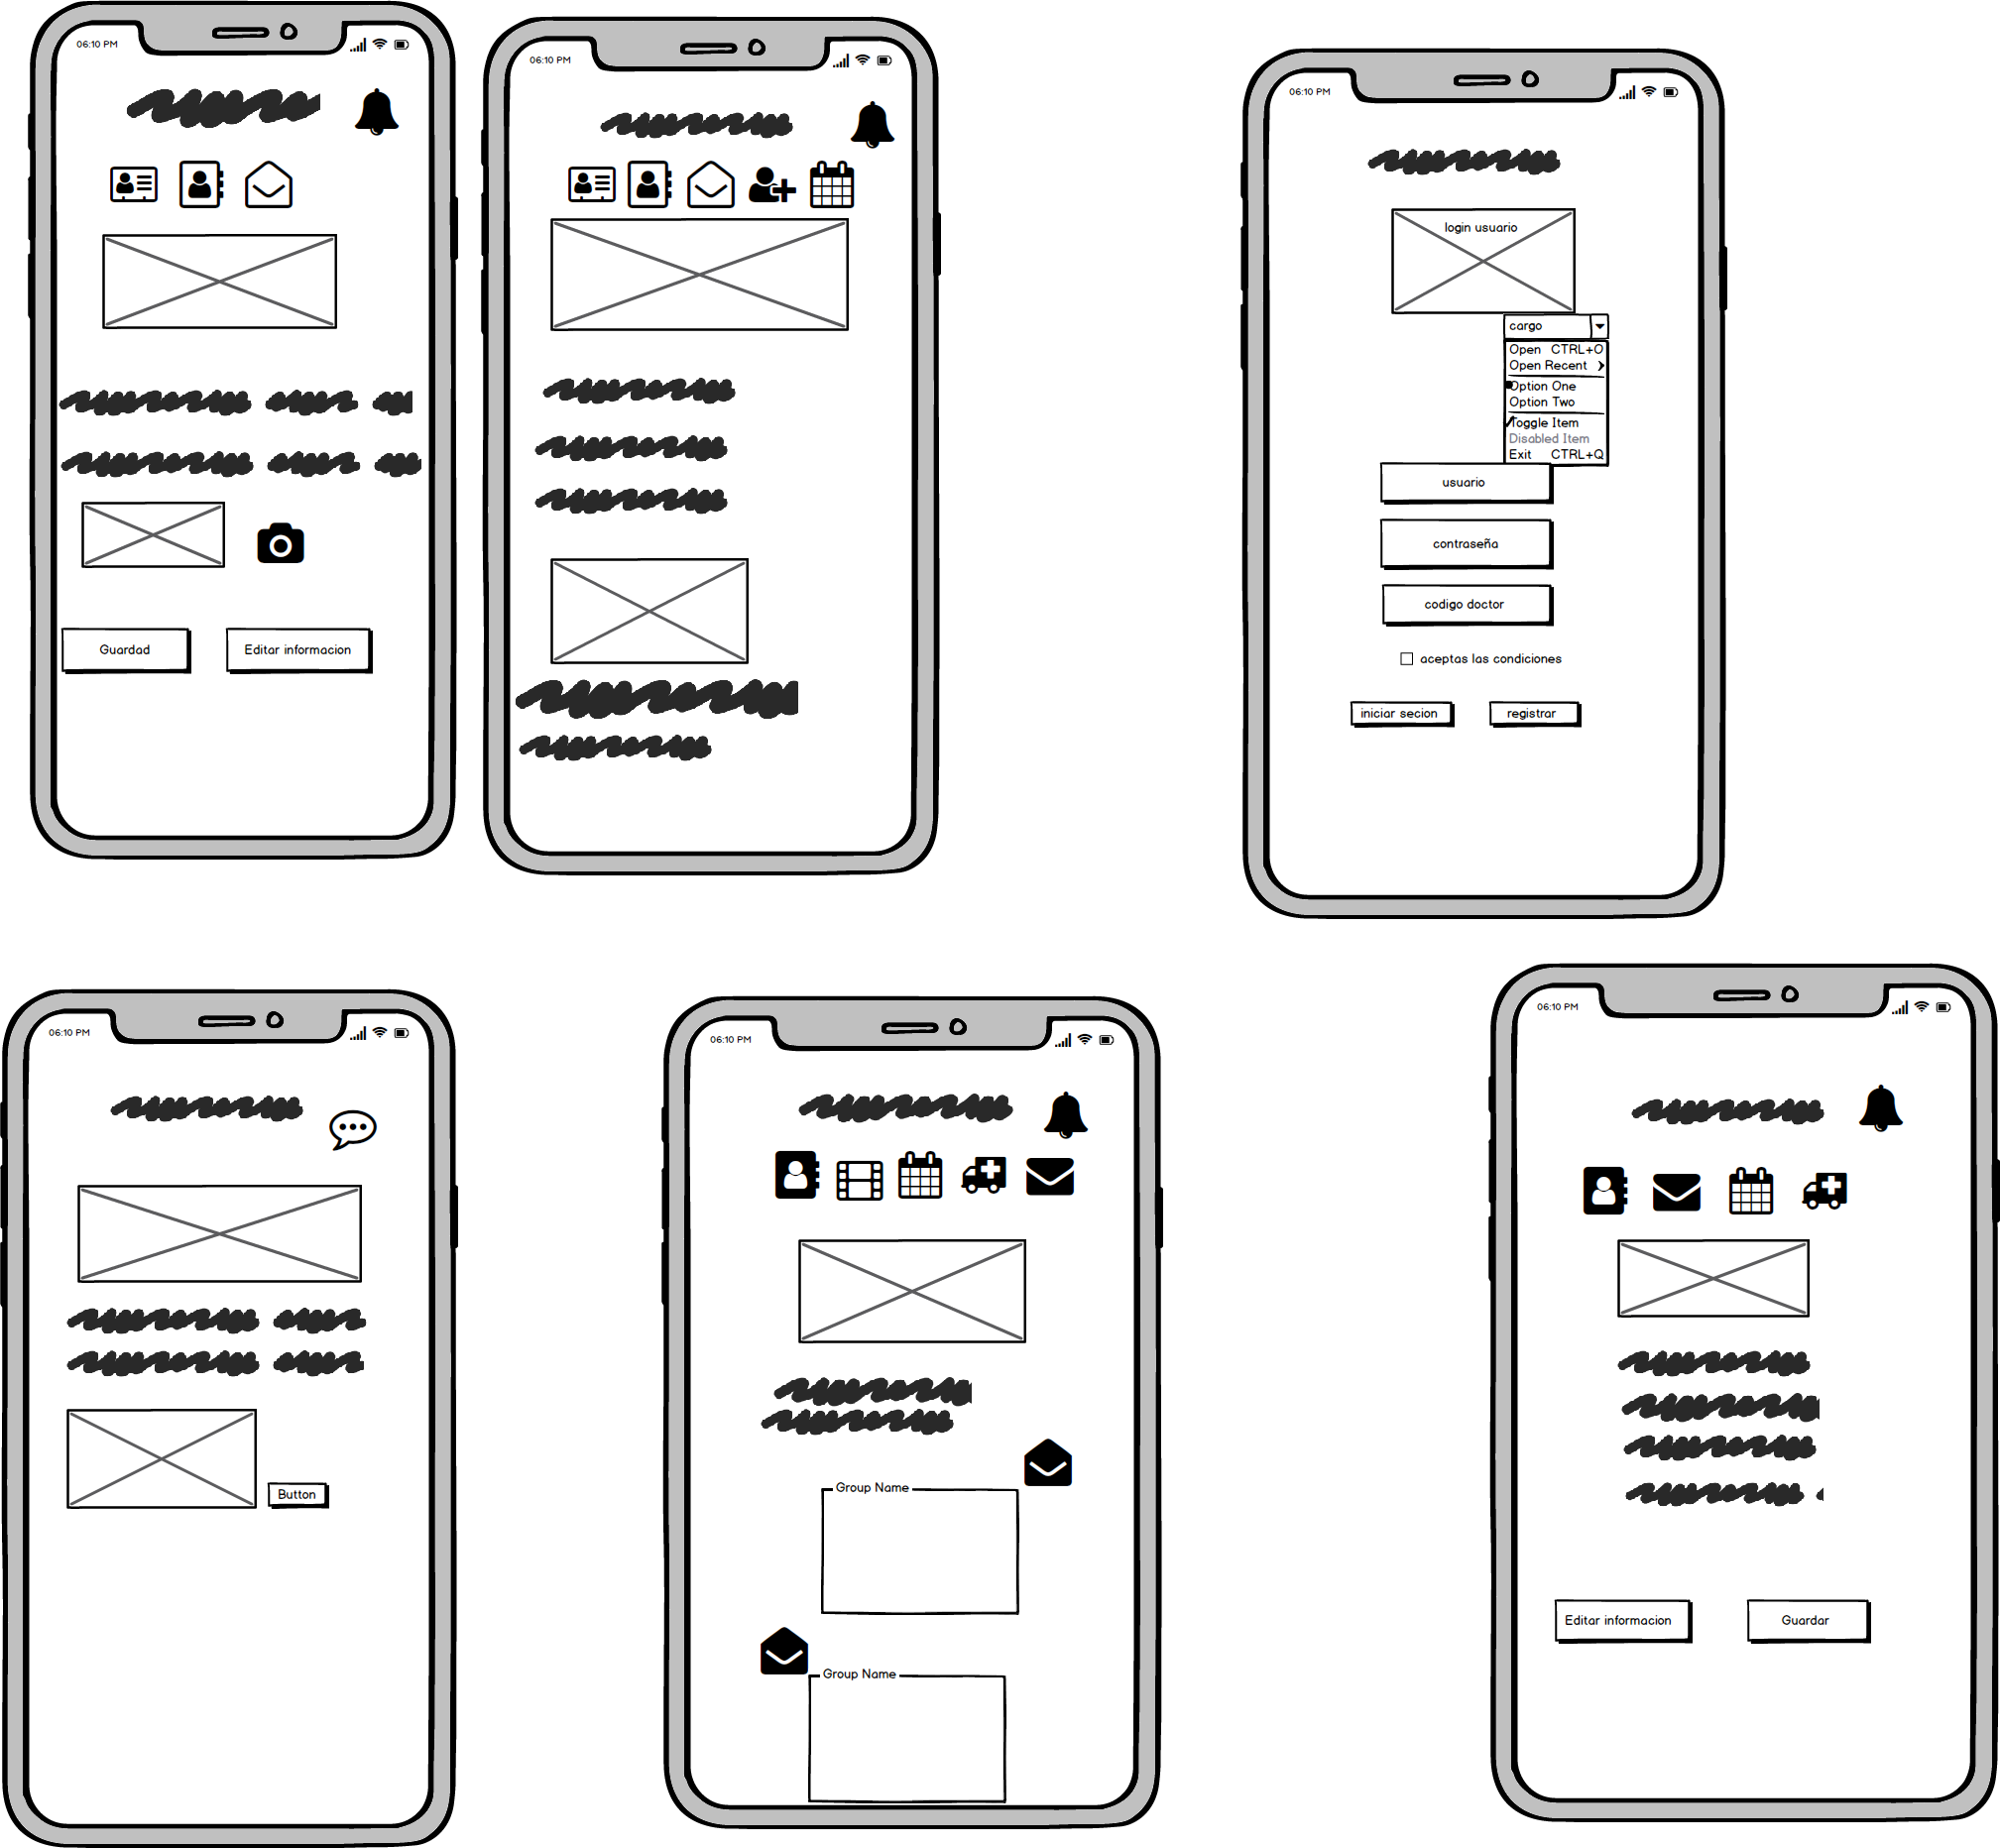 06:10 PM
Guardad
Editar informacion
06:10 PM
06:10 PM
login usuario
cargo
Open CTRL+O
Open Recent
Option One
Option Two
Toggle Item
Disabled Item
Exit CTRL+Q
usuario
contraseña
codigo doctor
aceptas las condiciones
iniciar secion
registrar
06:10 PM
Button
06:10 PM
Group Name
Group Name
06:10 PM
Editar informacion
Guardar